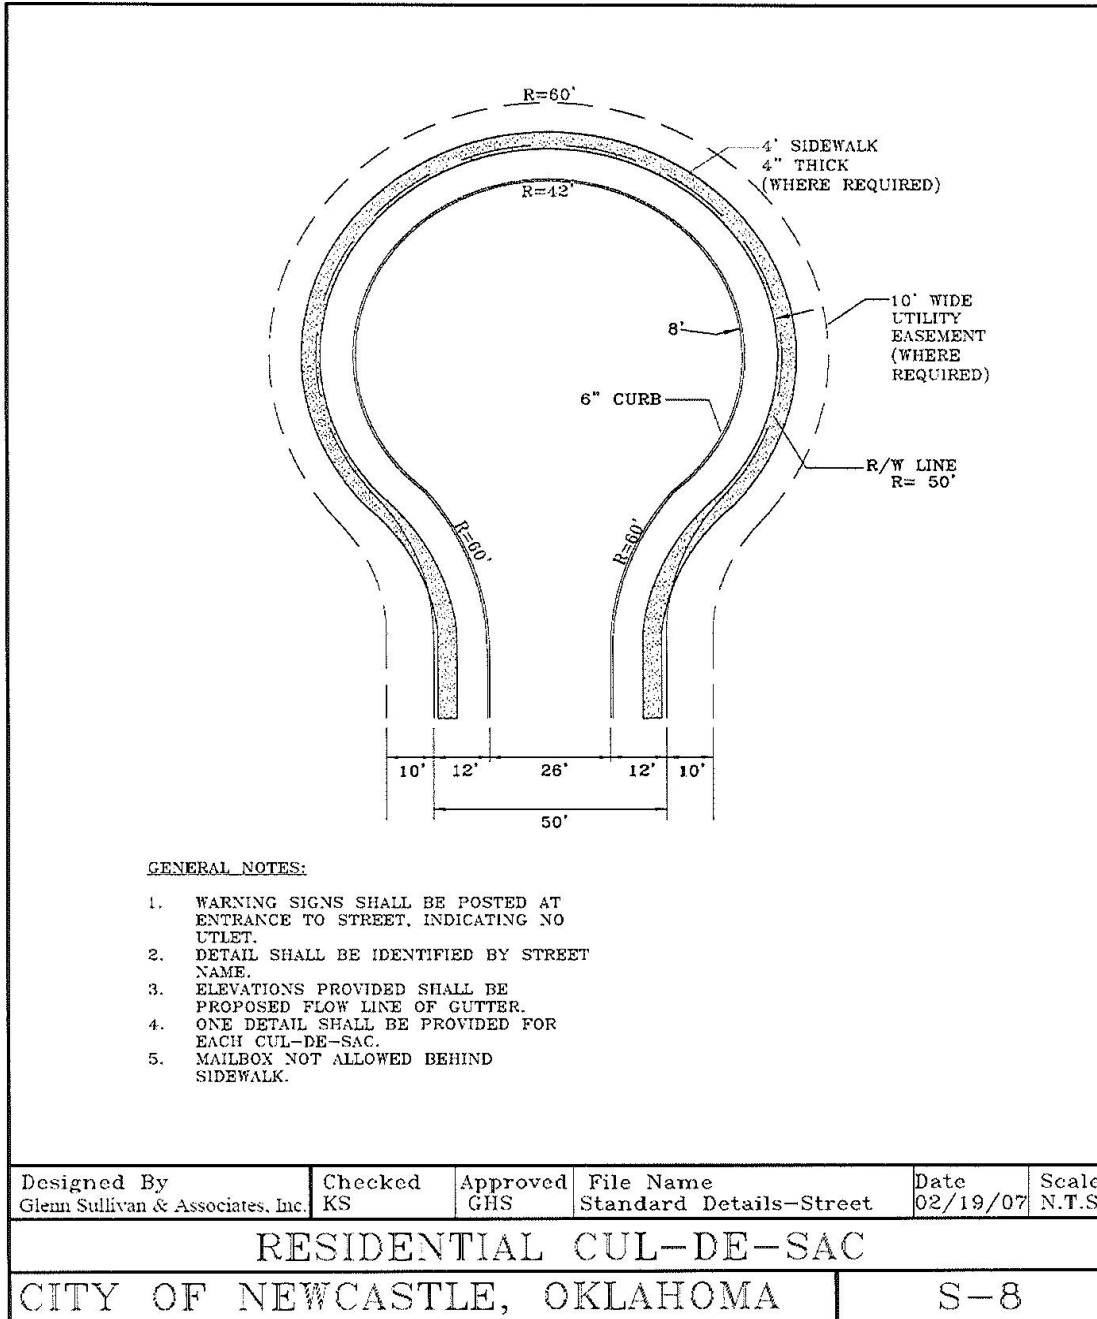 R=60'
4' SIDEWALK
4" THICK
(WHERE REQUIRED)
R=42'
10' WIDE
UTILITY
EASEMENT
(WHERE
REQUIRED)
8'
6" CURB
R/W LINE
R= 50'
R=60'
R=60'
10' 12' 26' 12' 10'
50'
GENERAL NOTES:
1. WARNING SIGNS SHALL BE POSTED AT
ENTRANCE TO STREET, INDICATING NO
UTLET.
2. DETAIL SHALL BE IDENTIFIED BY STREET
NAME.
3. ELEVATIONS PROVIDED SHALL BE
PROPOSED FLOW LINE OF GUTTER.
4. ONE DETAIL SHALL BE PROVIDED FOR
EACH CUL-DE-SAC.
5. MAILBOX NOT ALLOWED BEHIND
SIDEWALK.
Designed By Checked Approved File Name Date Scale
Glenn Sullivan & Associates, Inc. KS GHS Standard Details-Street 02/19/07 N.T.S
RESIDENTIAL CUL-DE-SAC
CITY OF NEWCASTLE, OKLAHOMA S-8